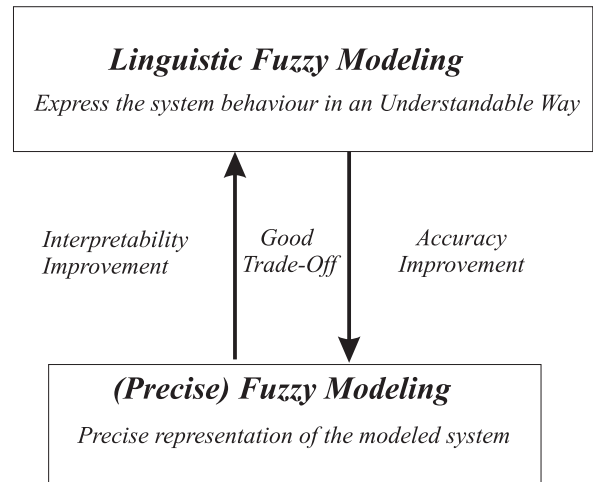 Linguistic Fuzzy Modeling
Express the system behaviour in an Understandable Way
Interpretability
Improvement
Good
Trade-Off
Accuracy
Improvement
(Precise) Fuzzy Modeling
Precise representation of the modeled system